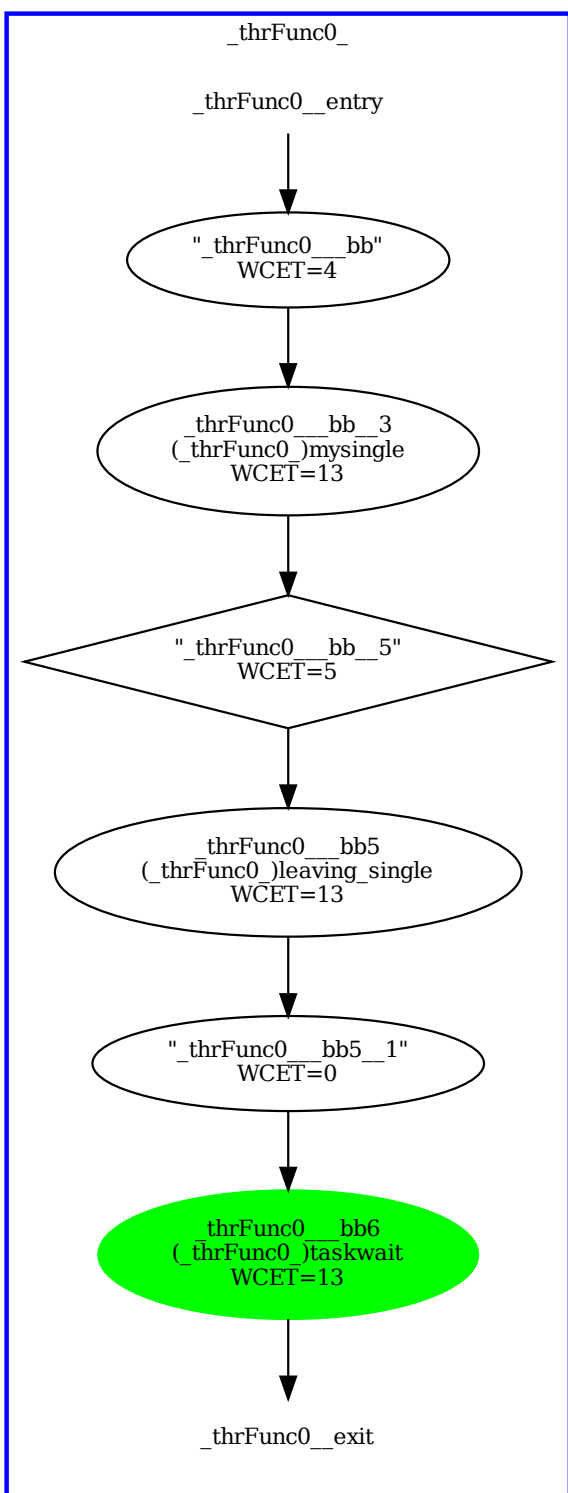 _thrFunc0_
_thrFunc0__entry
"_thrFunc0___bb"
WCET=4
_thrFunc0___bb__3
(_thrFunc0_)mysingle
WCET=13
"_thrFunc0___bb__5"
WCET=5
_thrFunc0___bb5
(_thrFunc0_)leaving_single
WCET=13
"_thrFunc0___bb5__1"
WCET=0
_thrFunc0___bb6
(_thrFunc0_)taskwait
WCET=13
_thrFunc0__exit